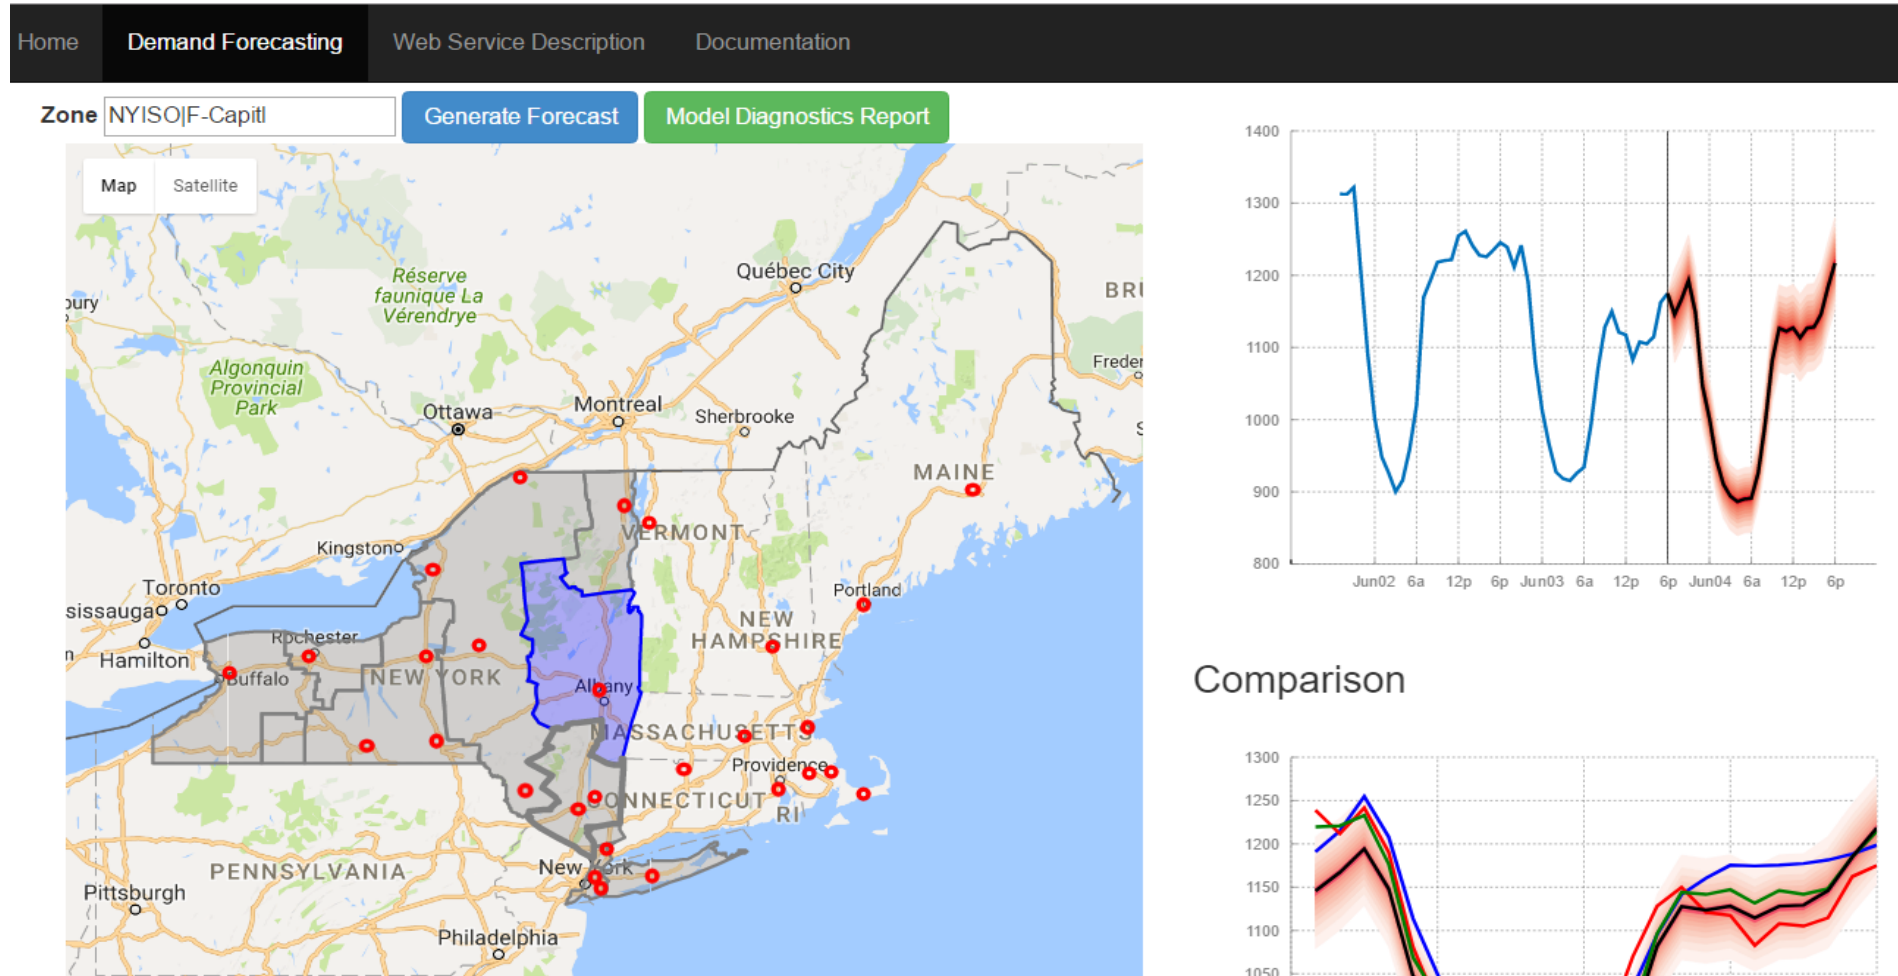 Home Demand Forecasting Web Service Description Documentation
Zone NYISO|F-Capitl Generate Forecast Model Diagnostics Report
Map Satellite
Québec City
Réserve
faunique La
Vérendrye
BRU
bury
Algonquin
Provincial
Park
Freder
Ottawa
Montreal
Sherbrooke
S
MAINE
VERMONT
Kingston
Toronto
sissauga
Portland
Rochester
NEW
HAMPSHIRE
n
Hamilton
Buffalo
NEW YORK
Albany
MASSACHUSETTS
Providence
CONNECTICUT
RI
New York
PENNSYLVANIA
Pittsburgh
Philadelphia
1400
1300
1200
1100
1000
900
800
Jun02 6a 12p 6p Jun03 6a 12p 6p Jun04 6a 12p 6p
Comparison
1300
1250
1200
1150
1100
1050